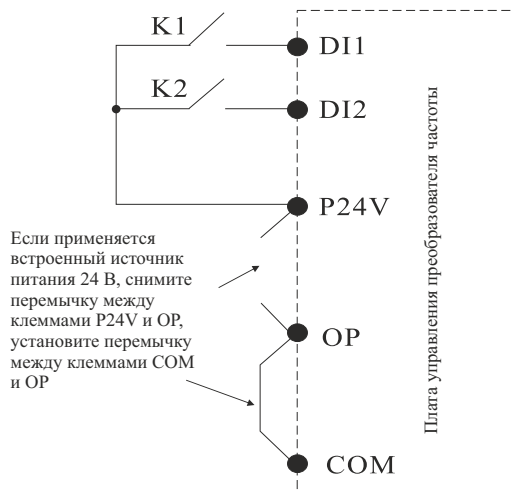 K1
DI1
K2
DI2
P24V
Если применяется
встроенный источник
питания 24 В, снимите
перемычку между
клеммами P24V и OP,
установите перемычку
между клеммами COM
и OP
OP
COM
Плата управления преобразователя частоты